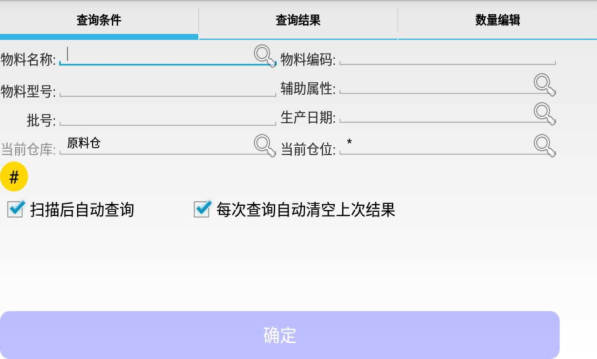 查询条件 查询结果 数量编辑
物料名称: 物料编码:
物料型号: 辅助属性:
批号: 生产日期:
当前仓库: 原料仓 当前仓位: *
#
扫描后自动查询 每次查询自动清空上次结果
确定